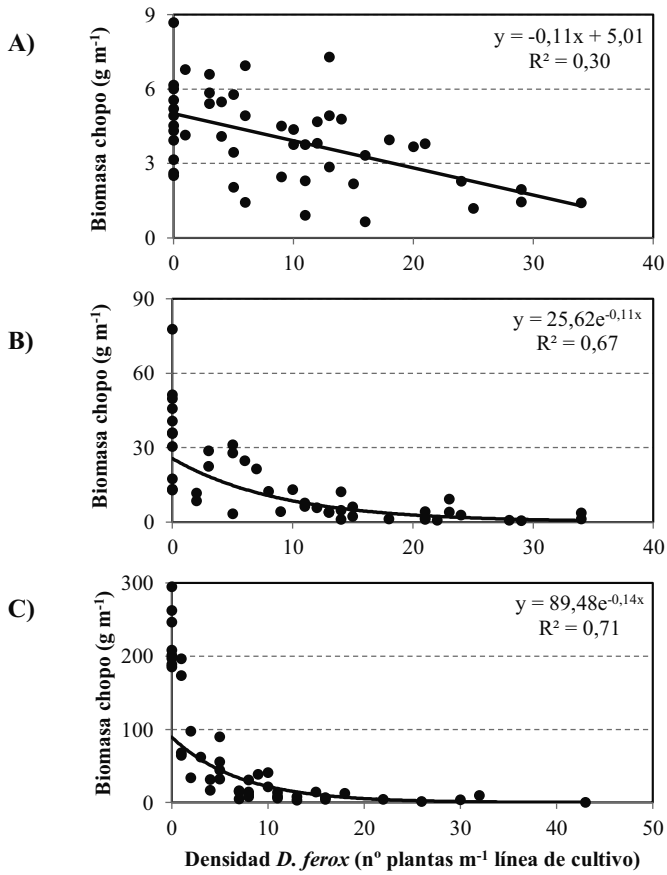 A)
Biomasa chopo (g m⁻¹)
9
6
3
0
y = -0,11x + 5,01
R² = 0,30
0 10 20 30 40
B)
Biomasa chopo (g m⁻¹)
90
60
30
0
y = 25,62e⁻⁰,¹¹ˣ
R² = 0,67
0 10 20 30 40
C)
Biomasa chopo (g m⁻¹)
300
200
100
0
y = 89,48e⁻⁰,¹⁴ˣ
R² = 0,71
0 10 20 30 40 50
Densidad D. ferox (nº plantas m⁻¹ línea de cultivo)